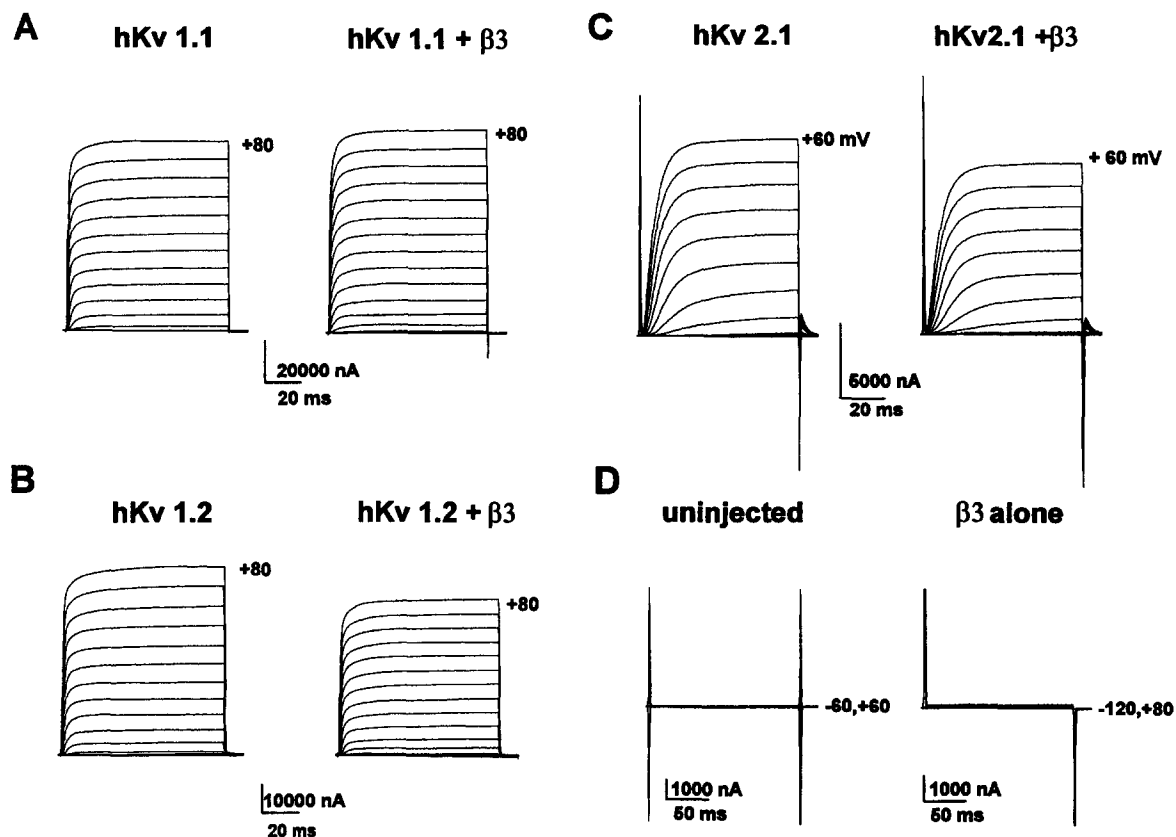 A
hKv 1.1
hKv 1.1 + β3
+80
+80
20000 nA
20 ms
B
hKv 1.2
hKv 1.2 + β3
+80
+80
10000 nA
20 ms
C
hKv 2.1
hKv2.1 +β3
+60 mV
+ 60 mV
5000 nA
20 ms
D
uninjected
β3 alone
-60,+60
-120,+80
1000 nA
50 ms
1000 nA
50 ms